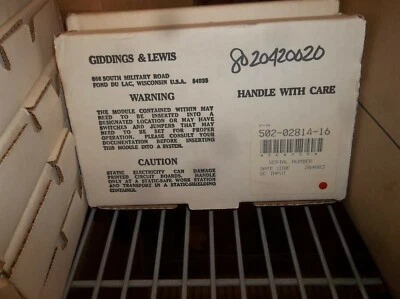 GIDDINGS & LEWIS
8020420020
666 SOUTH MILITARY ROAD
FOND DU LAC, WISCONSIN U.S.A. 54935
WARNING
HANDLE WITH CARE
THE MODULE CONTAINED WITHIN MAY
NEED TO BE INSERTED INTO A
DESIGNATED LOCATION OR MAY HAVE
SWITCHES AND JUMPERS THAT MAY
NEED TO BE SET FOR PROPER
OPERATION. PLEASE CONSULT YOUR
DOCUMENTATION BEFORE INSERTING
THIS MODULE INTO A SYSTEM.
502-02814-16
SERIAL NUMBER
DATE CODE
DC INPUT
CAUTION
STATIC ELECTRICITY CAN DAMAGE
PRINTED CIRCUIT BOARDS. HANDLE
ONLY AT A STATIC-SAFE WORK STATION
AND TRANSPORT IN A STATIC-SHIELDING
CONTAINER.